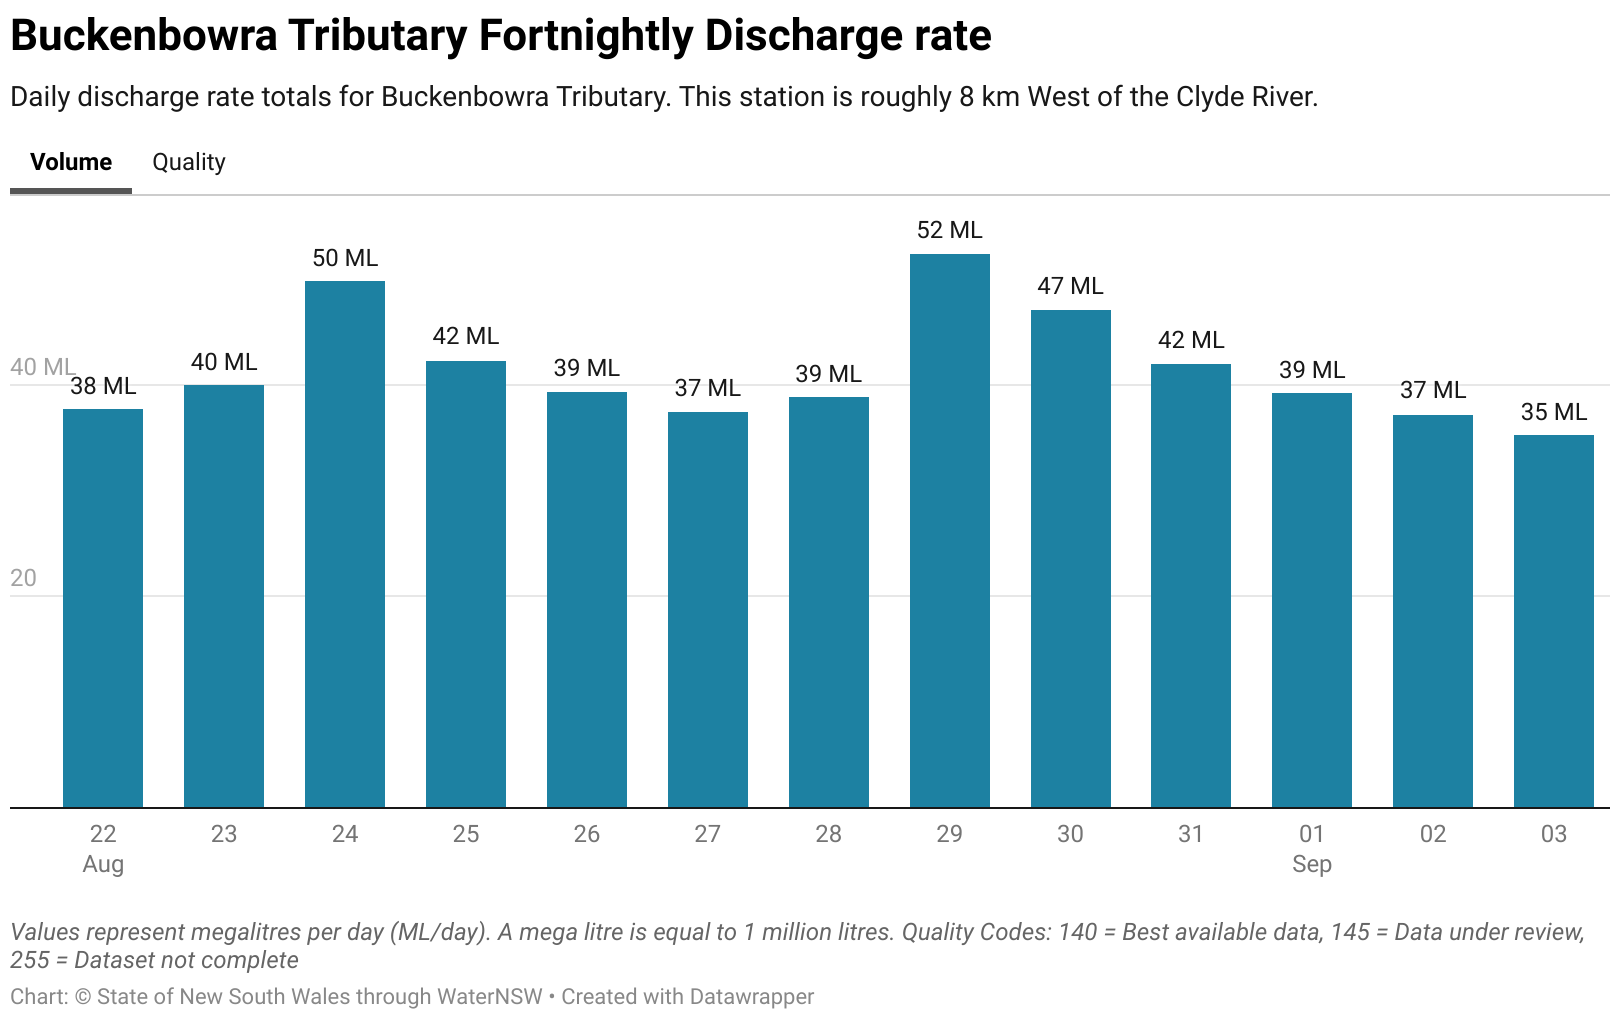 Buckenbowra Tributary Fortnightly Discharge rate
Daily discharge rate totals for Buckenbowra Tributary. This station is roughly 8 km West of the Clyde River.
Volume Quality
52 ML
50 ML
47 ML
42 ML
42 ML
40 ML
40 ML
39 ML
39 ML
39 ML
38 ML
37 ML
37 ML
35 ML
20
22 23 24 25 26 27 28 29 30 31 01 02 03
Aug Sep
Values represent megalitres per day (ML/day). A mega litre is equal to 1 million litres. Quality Codes: 140 = Best available data, 145 = Data under review,
255 = Dataset not complete
Chart: © State of New South Wales through WaterNSW • Created with Datawrapper